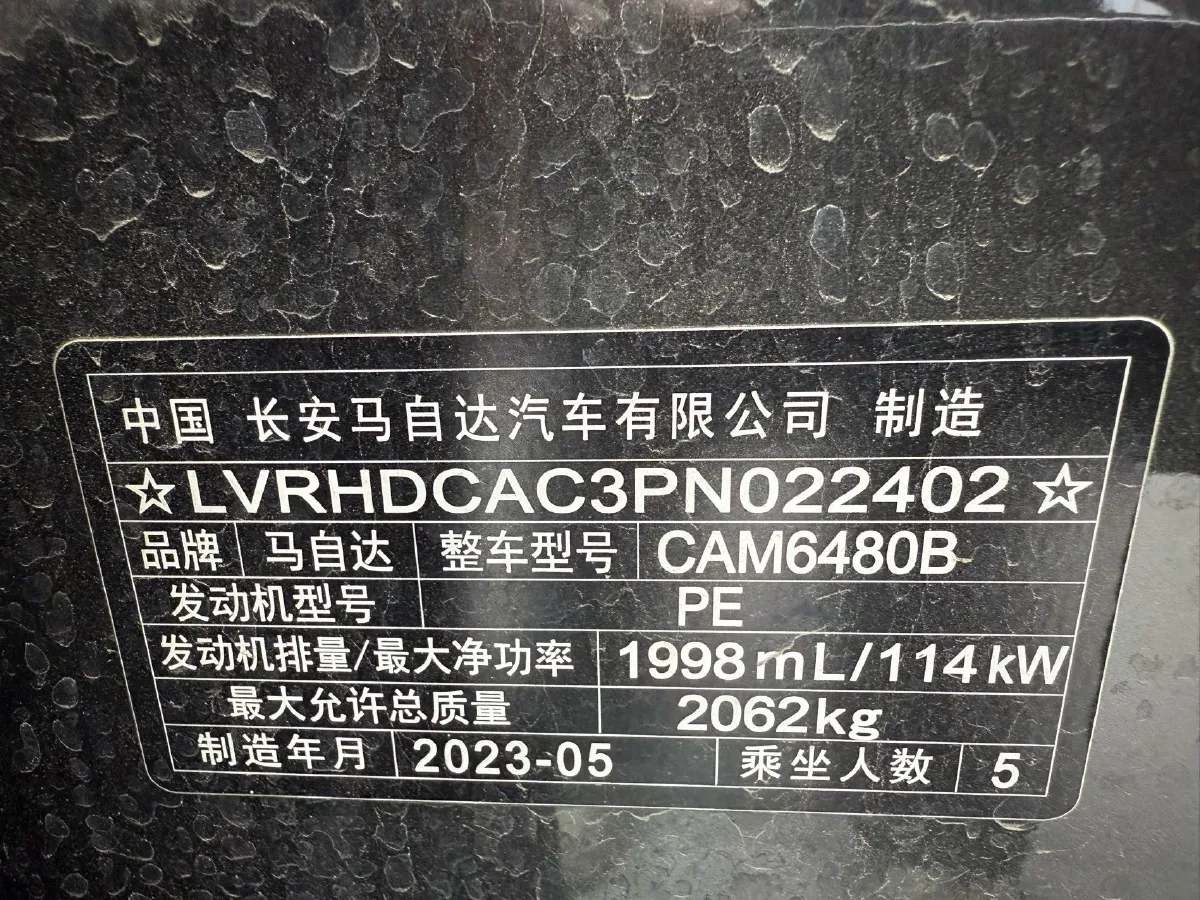 中国 长安马自达汽车有限公司 制造
☆LVRHDCAC3PN022402☆
品牌 马自达 整车型号 CAM6480B
发动机型号 PE
发动机排量/最大净功率 1998mL/114kW
最大允许总质量 2062kg
制造年月 2023-05 乘坐人数 5